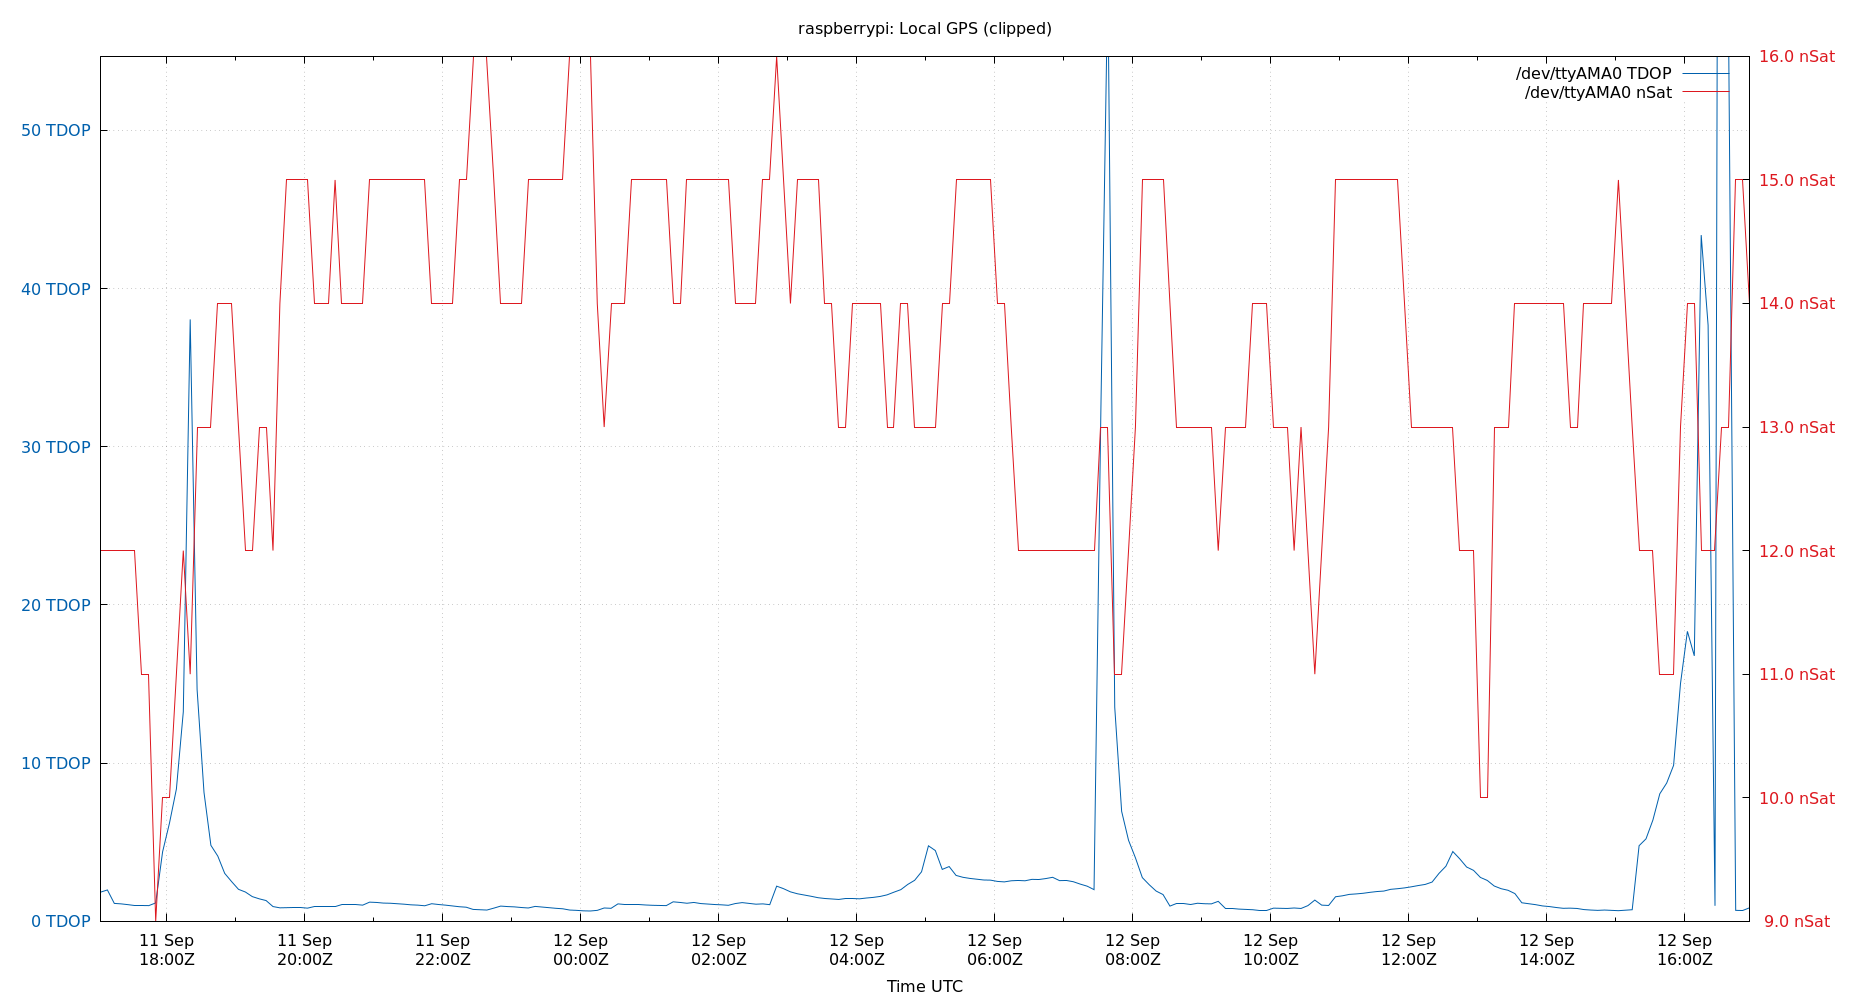 raspberrypi: Local GPS (clipped)
/dev/ttyAMA0 TDOP
/dev/ttyAMA0 nSat
50 TDOP
40 TDOP
30 TDOP
20 TDOP
10 TDOP
0 TDOP
16.0 nSat
15.0 nSat
14.0 nSat
13.0 nSat
12.0 nSat
11.0 nSat
10.0 nSat
9.0 nSat
11 Sep 11 Sep 11 Sep 12 Sep 12 Sep 12 Sep 12 Sep 12 Sep 12 Sep 12 Sep 12 Sep 12 Sep
18:00Z 20:00Z 22:00Z 00:00Z 02:00Z 04:00Z 06:00Z 08:00Z 10:00Z 12:00Z 14:00Z 16:00Z
Time UTC